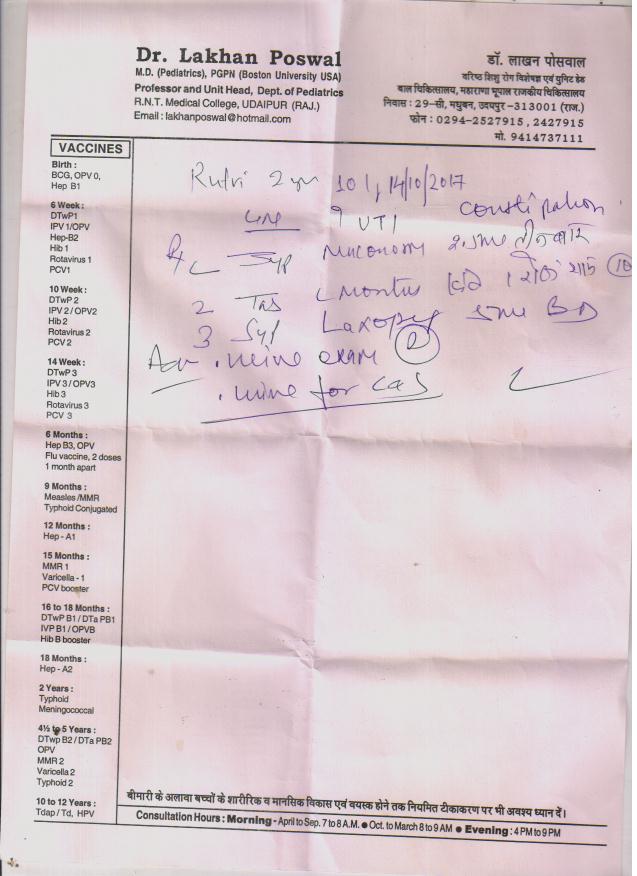 Dr. Lakhan Poswal
M.D. (Pediatrics), PGPN (Boston University USA)
Professor and Unit Head, Dept. of Pediatrics
R.N.T. Medical College, UDAIPUR (RAJ.)
Email : lakhanposwal@hotmail.com
डॉ. लाखन पोसवाल
वरिष्ठ शिशु रोग विशेषज्ञ एवं युनिट हेड
बाल चिकित्सालय, महाराणा भूपाल राजकीय चिकित्सालय
निवास : 29-सी, मधुबन, उदयपुर-313001 (राज.)
फोन : 0294-2527915, 2427915
मो. 9414737111
VACCINES
Birth :
BCG, OPV 0,
Hep B1
6 Week :
DTwP1
IPV 1/OPV
Hep-B2
Hib 1
Rotavirus 1
PCV1
10 Week :
DTwP 2
IPV 2 / OPV2
Hib 2
Rotavirus 2
PCV 2
14 Week :
DTwP 3
IPV 3 / OPV3
Hib 3
Rotavirus 3
PCV 3
6 Months :
Hep B3, OPV
Flu vaccine, 2 doses
1 month apart
9 Months :
Measles /MMR
Typhoid Conjugated
12 Months :
Hep - A1
15 Months :
MMR 1
Varicella - 1
PCV booster
16 to 18 Months :
DTwP B1 / DTa PB1
IVP B1 / OPVB
Hib B booster
18 Months :
Hep - A2
2 Years :
Typhoid
Meningococcal
4½ to 5 Years :
DTwp B2 / DTa PB2
OPV
MMR 2
Varicella 2
Typhoid 2
10 to 12 Years :
Tdap / Td, HPV
14/10/2017
? UTI constipation
Syp
2
3 Syp BD
urine exam
. urine for C&S
बीमारी के अलावा बच्चों के शारीरिक व मानसिक विकास एवं वयस्क होने तक नियमित टीकाकरण पर भी अवश्य ध्यान दें।
Consultation Hours : Morning - April to Sep. 7 to 8 A.M. ● Oct. to March 8 to 9 AM ● Evening : 4 PM to 9 PM